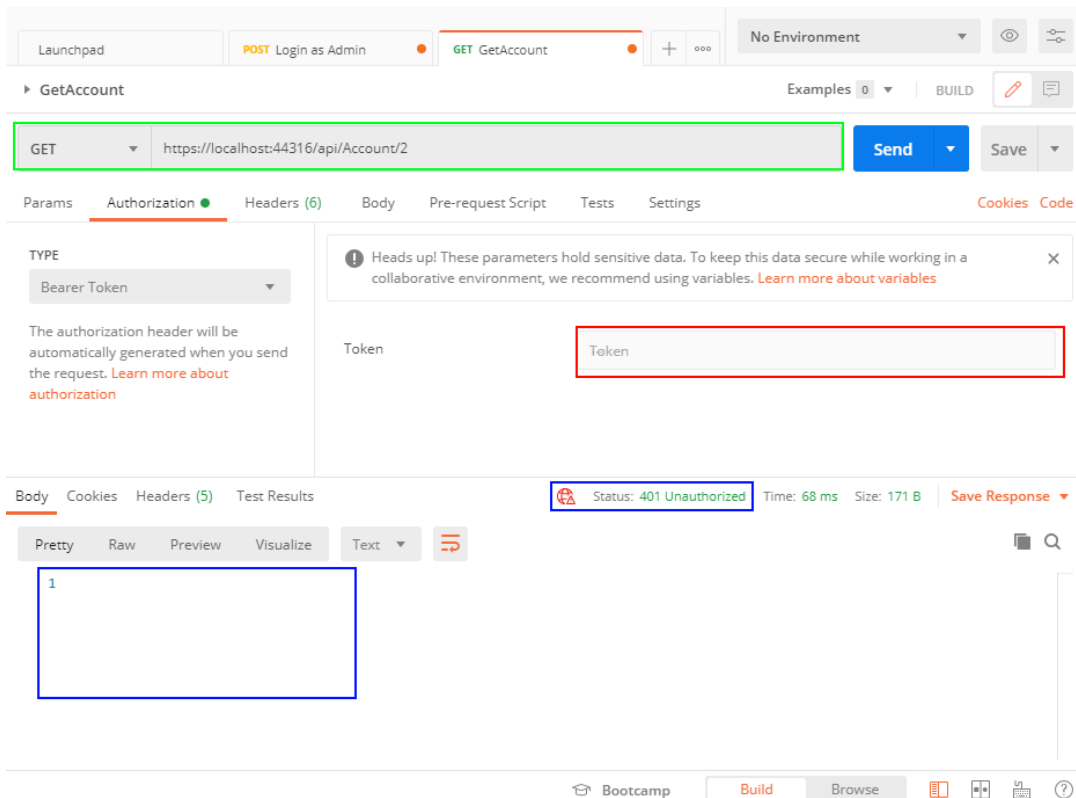 Launchpad
POST Login as Admin
GET GetAccount
No Environment
GetAccount
Examples 0
BUILD
GET
https://localhost:44316/api/Account/2
Send
Save
Params
Authorization
Headers (6)
Body
Pre-request Script
Tests
Settings
Cookies
Code
TYPE
Bearer Token
The authorization header will be
automatically generated when you send
the request. Learn more about
authorization
Heads up! These parameters hold sensitive data. To keep this data secure while working in a
collaborative environment, we recommend using variables. Learn more about variables
Token
Token
Body
Cookies
Headers (5)
Test Results
Status: 401 Unauthorized
Time: 68 ms
Size: 171 B
Save Response
Pretty
Raw
Preview
Visualize
Text
1
Bootcamp
Build
Browse